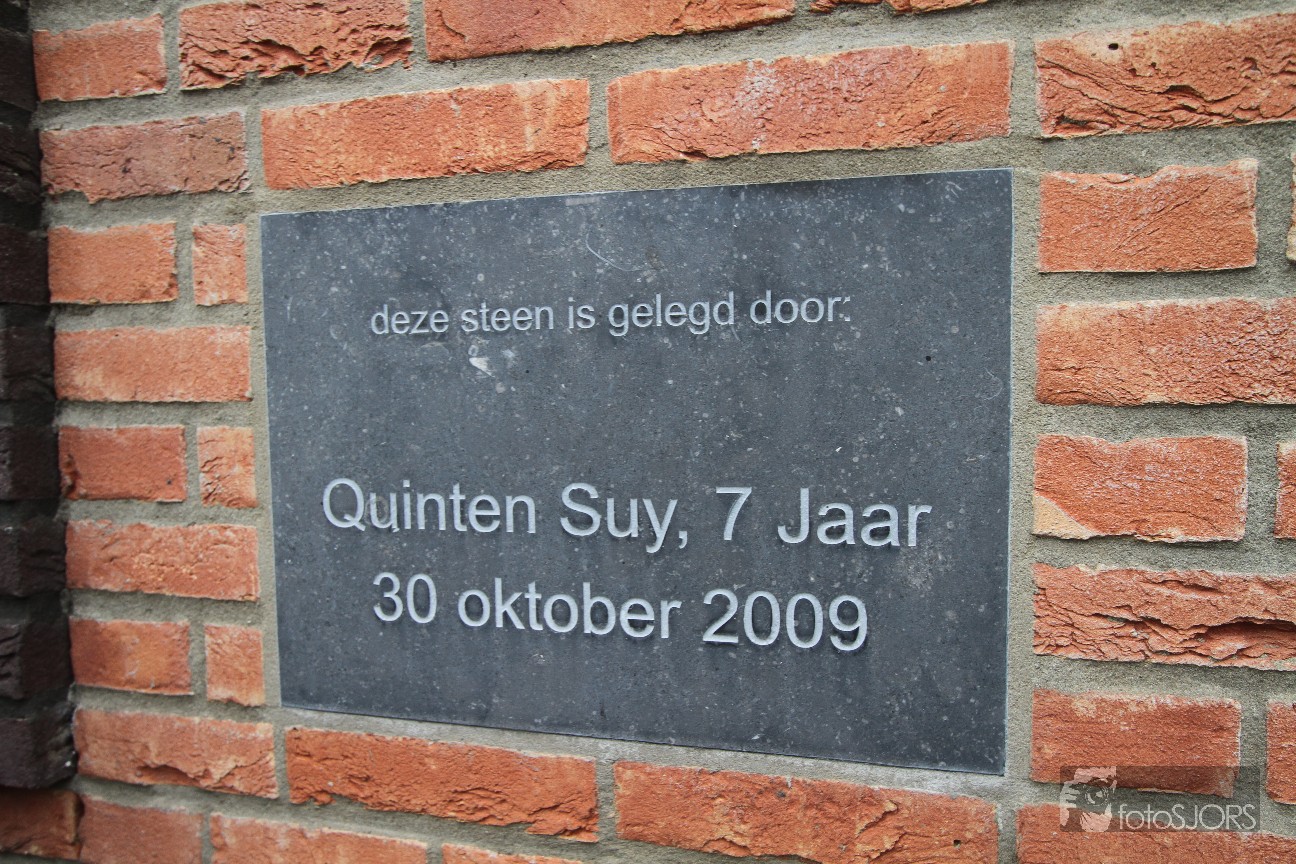 deze steen is gelegd door:
Quinten Suy, 7 Jaar
30 oktober 2009
fotoSJORS